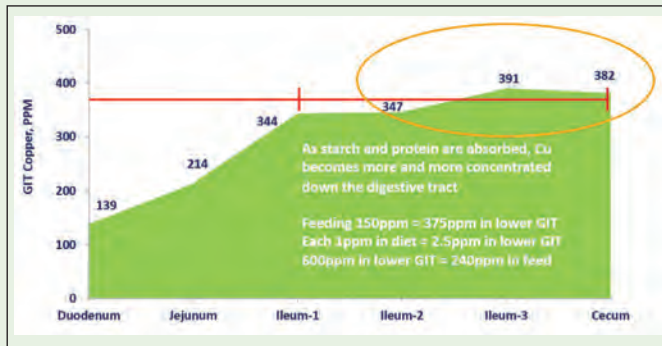 500
400
300
200
100
0
GIT Copper, PPM
139
214
344
347
391
382
As starch and protein are absorbed, Cu
becomes more and more concentrated
down the digestive tract
Feeding 150ppm = 375ppm in lower GIT
Each 1ppm in diet = 2.5ppm in lower GIT
600ppm in lower GIT = 240ppm in feed
Duodenum Jejunum Ileum-1 Ileum-2 Ileum-3 Cecum